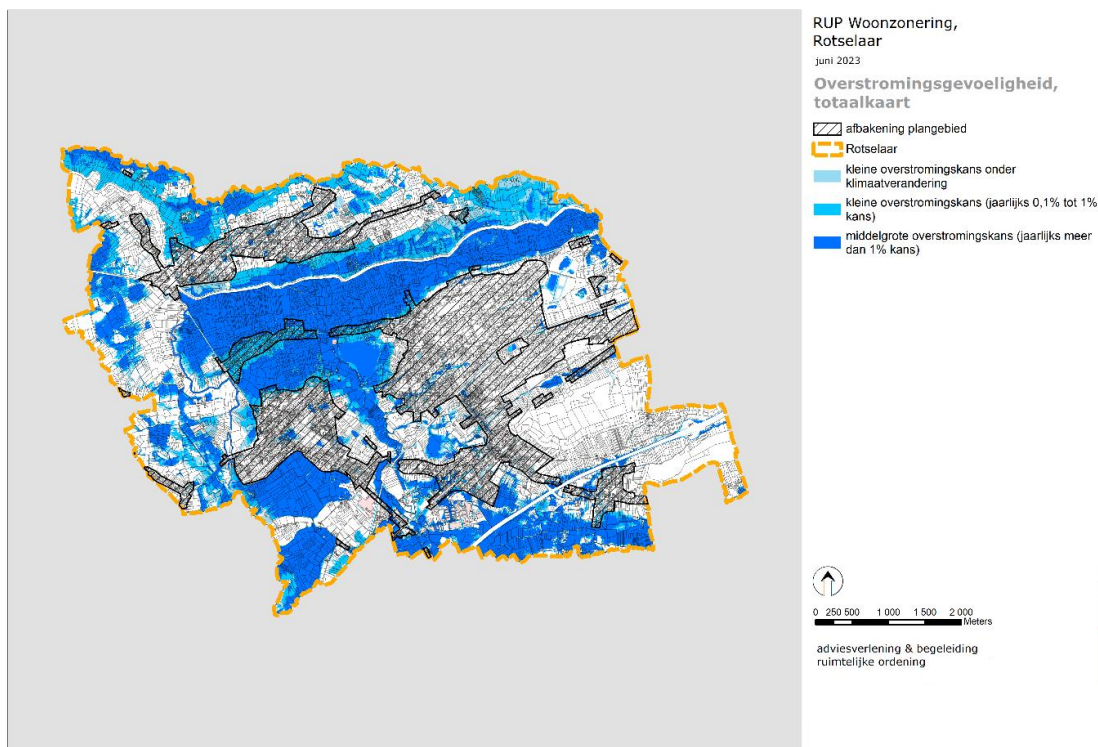 RUP Woonzonering,
Rotselaar
juni 2023
Overstromingsgevoeligheid,
totaalkaart
afbakening plangebied
Rotselaar
kleine overstromingskans onder
klimaatverandering
kleine overstromingskans (jaarlijks 0,1% tot 1%
kans)
middelgrote overstromingskans (jaarlijks meer
dan 1% kans)
0 250 500 1 000 1 500 2 000
Meters
adviesverlening & begeleiding
ruimtelijke ordening